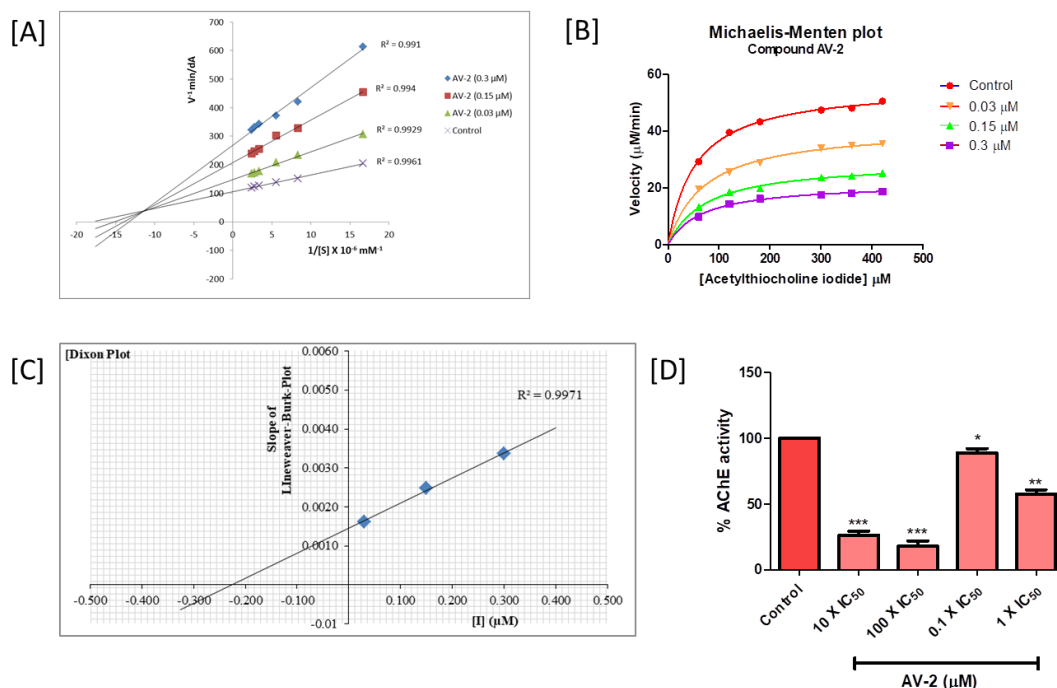 [A]
700
600
500
400
300
200
100
0
100
200
V⁻¹min/dA
-20
-15
-10
-5
0
5
10
15
20
1/[S] X 10⁻⁶ mM⁻¹
R² = 0.991
R² = 0.994
R² = 0.9929
R² = 0.9961
AV-2 (0.3 µM)
AV-2 (0.15 µM)
AV-2 (0.03 µM)
Control
[B]
Michaelis-Menten plot
Compound AV-2
60
40
20
0
Velocity (µM/min)
0
100
200
300
400
500
[Acetylthiocholine iodide] µM
Control
0.03 µM
0.15 µM
0.3 µM
[C]
[Dixon Plot
0.0060
0.0050
0.0040
0.0030
0.0020
0.0010
-0.01
Slope of
LIneweaver-Burk-Plot
R² = 0.9971
-0.500
-0.400
-0.300
-0.200
-0.100
0.000
0.100
0.200
0.300
0.400
0.500
[I] (µM)
[D]
150
100
50
0
% AChE activity
***
***
*
**
Control
10 X IC₅₀
100 X IC₅₀
0.1 X IC₅₀
1 X IC₅₀
AV-2 (µM)